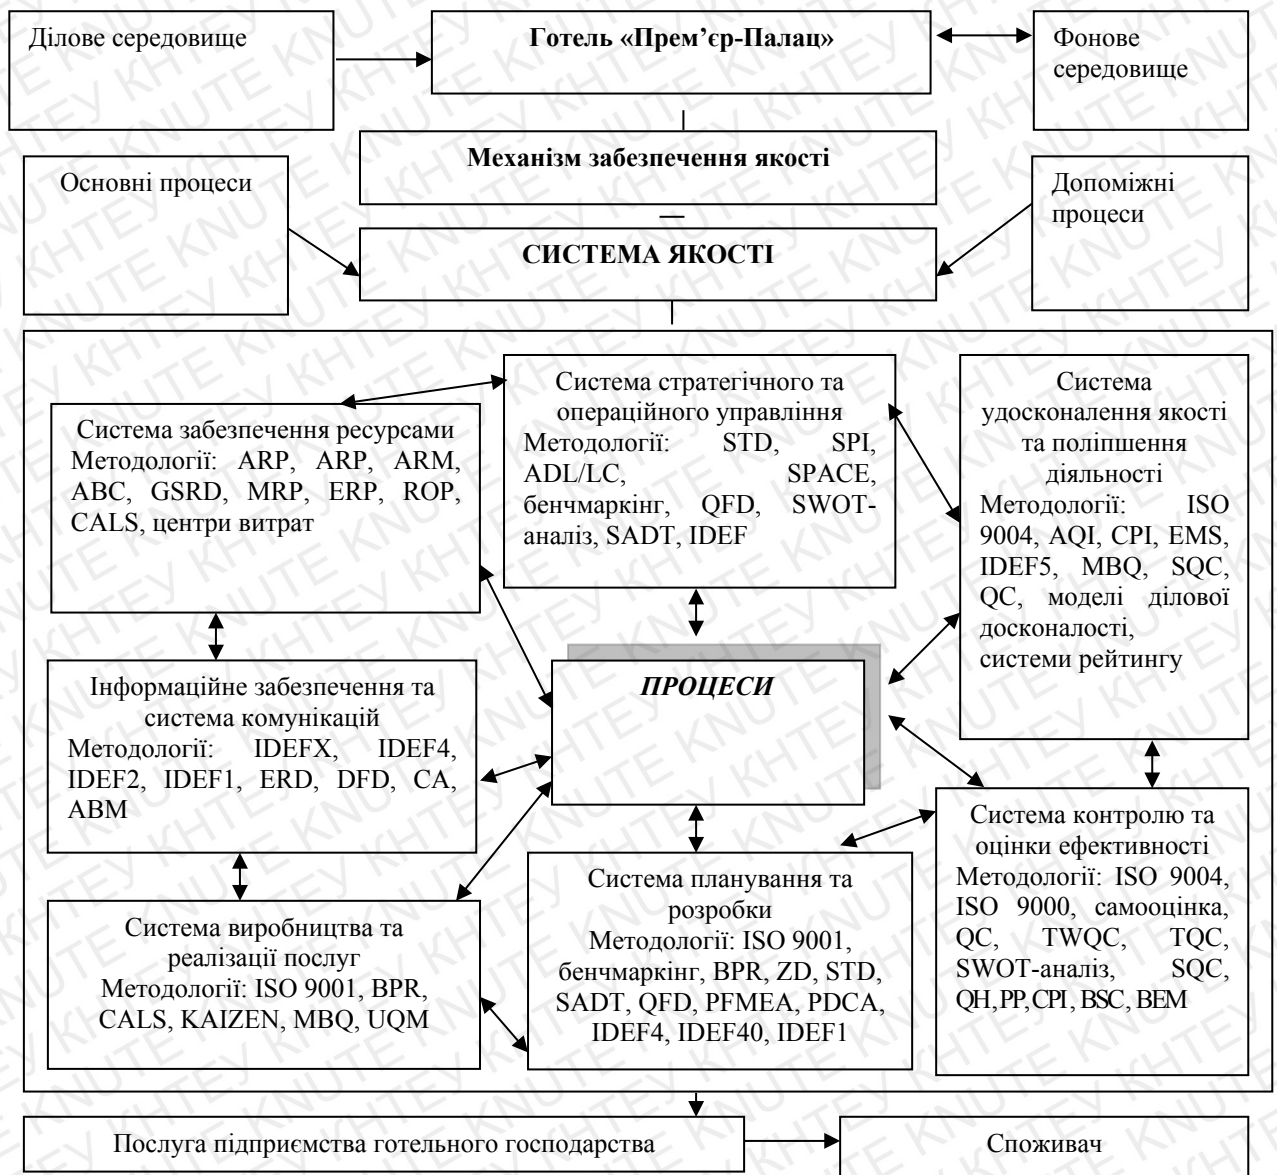 Ділове середовище
Готель «Прем’єр-Палац»
Фонове
середовище
Механізм забезпечення якості
Основні процеси
Допоміжні
процеси
СИСТЕМА ЯКОСТІ
Система забезпечення ресурсами
Методології: ARP, ARP, ARM,
ABC, GSRD, MRP, ERP, ROP,
CALS, центри витрат
Система стратегічного та
операційного управління
Методології: STD, SPI,
ADL/LC, SPACE,
бенчмаркінг, QFD, SWOT-
аналіз, SADT, IDEF
Система
удосконалення якості
та поліпшення
діяльності
Методології: ISO
9004, AQI, CPI, EMS,
IDEF5, MBQ, SQC,
QC, моделі ділової
досконалості,
системи рейтингу
Інформаційне забезпечення та
система комунікацій
Методології: IDEFX, IDEF4,
IDEF2, IDEF1, ERD, DFD, CA,
ABM
ПРОЦЕСИ
Система виробництва та
реалізації послуг
Методології: ISO 9001, BPR,
CALS, KAIZEN, MBQ, UQM
Система планування та
розробки
Методології: ISO 9001,
бенчмаркінг, BPR, ZD, STD,
SADT, QFD, PFMEA, PDCA,
IDEF4, IDEF40, IDEF1
Система контролю та
оцінки ефективності
Методології: ISO 9004,
ISO 9000, самооцінка,
QC, TWQC, TQC,
SWOT-аналіз, SQC,
QH, PP, CPI, BSC, BEM
Послуга підприємства готельного господарства
Споживач
КНТЕУ KNUTE